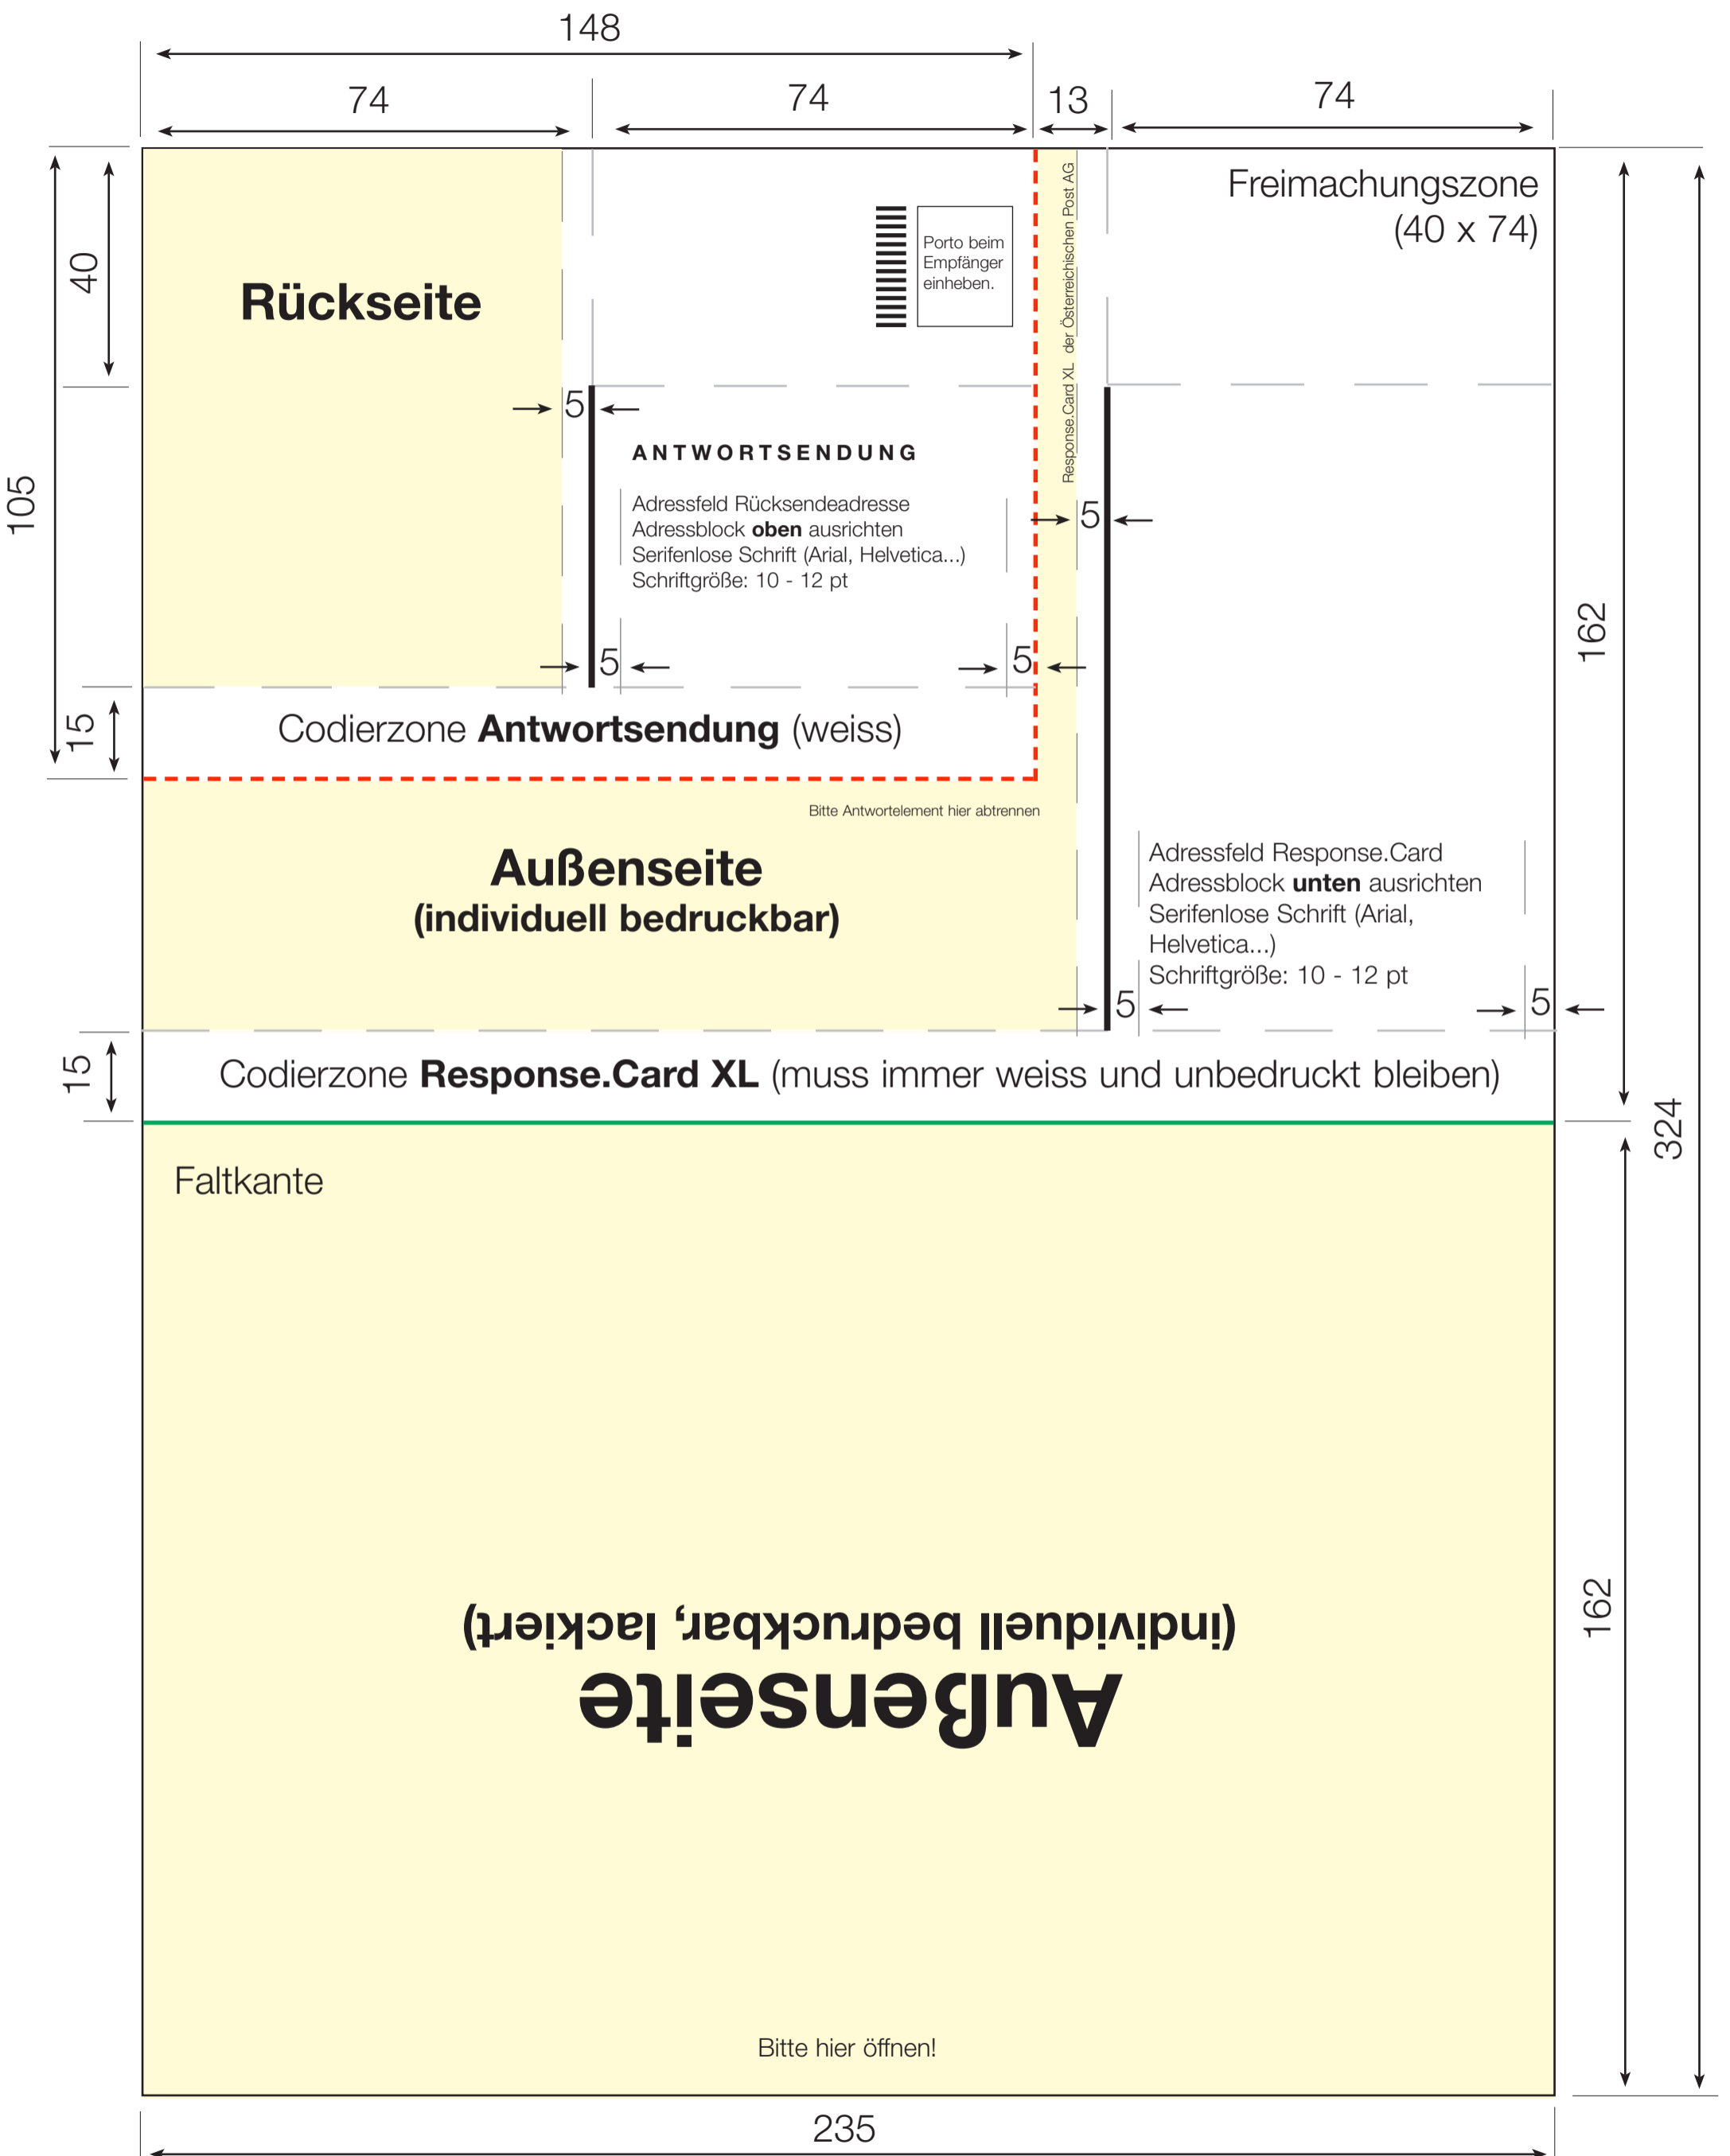 148
74
74
13
74
Freimachungszone
(40 x 74)
40
Rückseite
Porto beim
Empfänger
einheben.
Response.Card XL  der Österreichischen Post AG
5
105
ANTWORTSENDUNG
Adressfeld Rücksendeadresse
Adressblock oben ausrichten
Serifenlose Schrift (Arial, Helvetica...)
Schriftgröße: 10 - 12 pt
5
162
5
5
15
Codierzone Antwortsendung (weiss)
Bitte Antwortelement hier abtrennen
Außenseite
(individuell bedruckbar)
Adressfeld Response.Card
Adressblock unten ausrichten
Serifenlose Schrift (Arial,
Helvetica...)
Schriftgröße: 10 - 12 pt
5
5
15
Codierzone Response.Card XL (muss immer weiss und unbedruckt bleiben)
324
Faltkante
162
Außenseite
(individuell bedruckbar, lackiert)
Bitte hier öffnen!
235